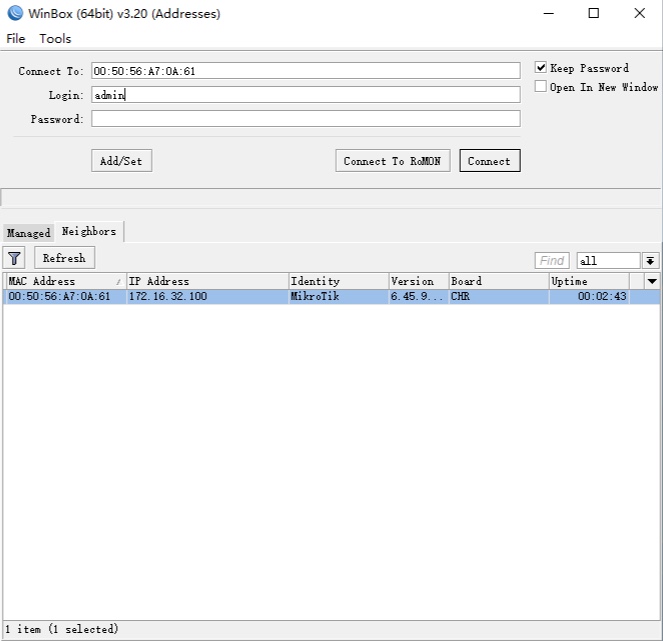 WinBox (64bit) v3.20 (Addresses)
File Tools
Connect To: 00:50:56:A7:0A:61
Keep Password
Login: admin
Open In New Window
Password:
Add/Set Connect To RoMON Connect
Managed Neighbors
Refresh Find all
MAC Address IP Address Identity Version Board Uptime
00:50:56:A7:0A:61 172.16.32.100 MikroTik 6.45.9... CHR 00:02:43
1 item (1 selected)